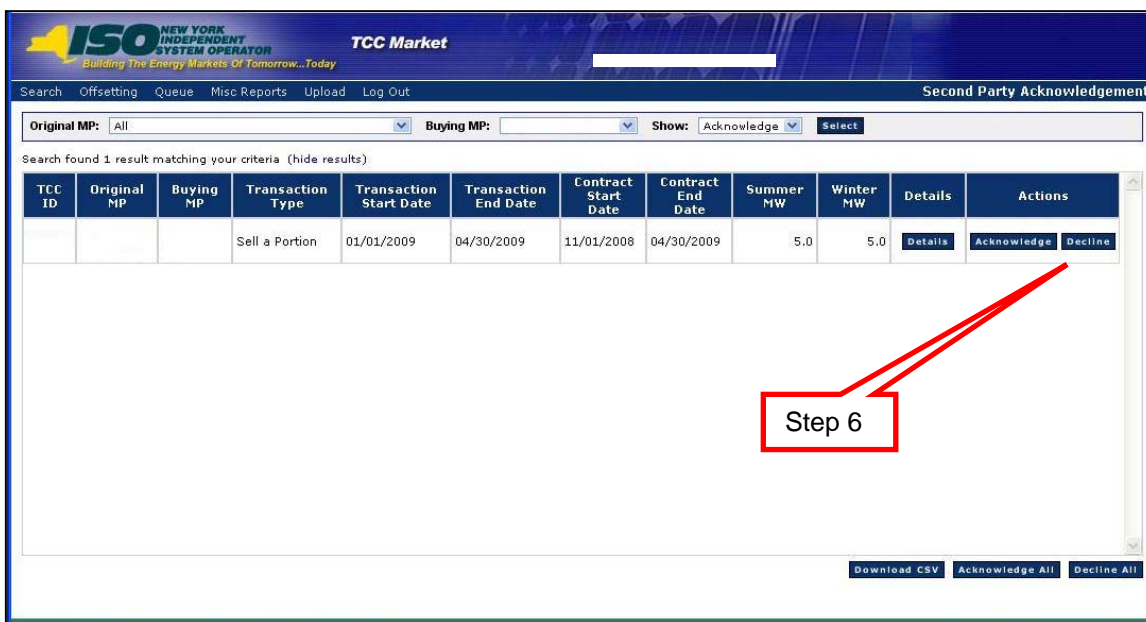 ISO NEW YORK
INDEPENDENT
SYSTEM OPERATOR
Building The Energy Markets Of Tomorrow...Today
TCC Market
Search Offsetting Queue Misc Reports Upload Log Out Second Party Acknowledgement
Original MP: All Buying MP: Show: Acknowledge Select
Search found 1 result matching your criteria (hide results)
TCC ID Original MP Buying MP Transaction Type Transaction Start Date Transaction End Date Contract Start Date Contract End Date Summer MW Winter MW Details Actions
Sell a Portion 01/01/2009 04/30/2009 11/01/2008 04/30/2009 5.0 5.0 Details Acknowledge Decline
Step 6
Download CSV Acknowledge All Decline All